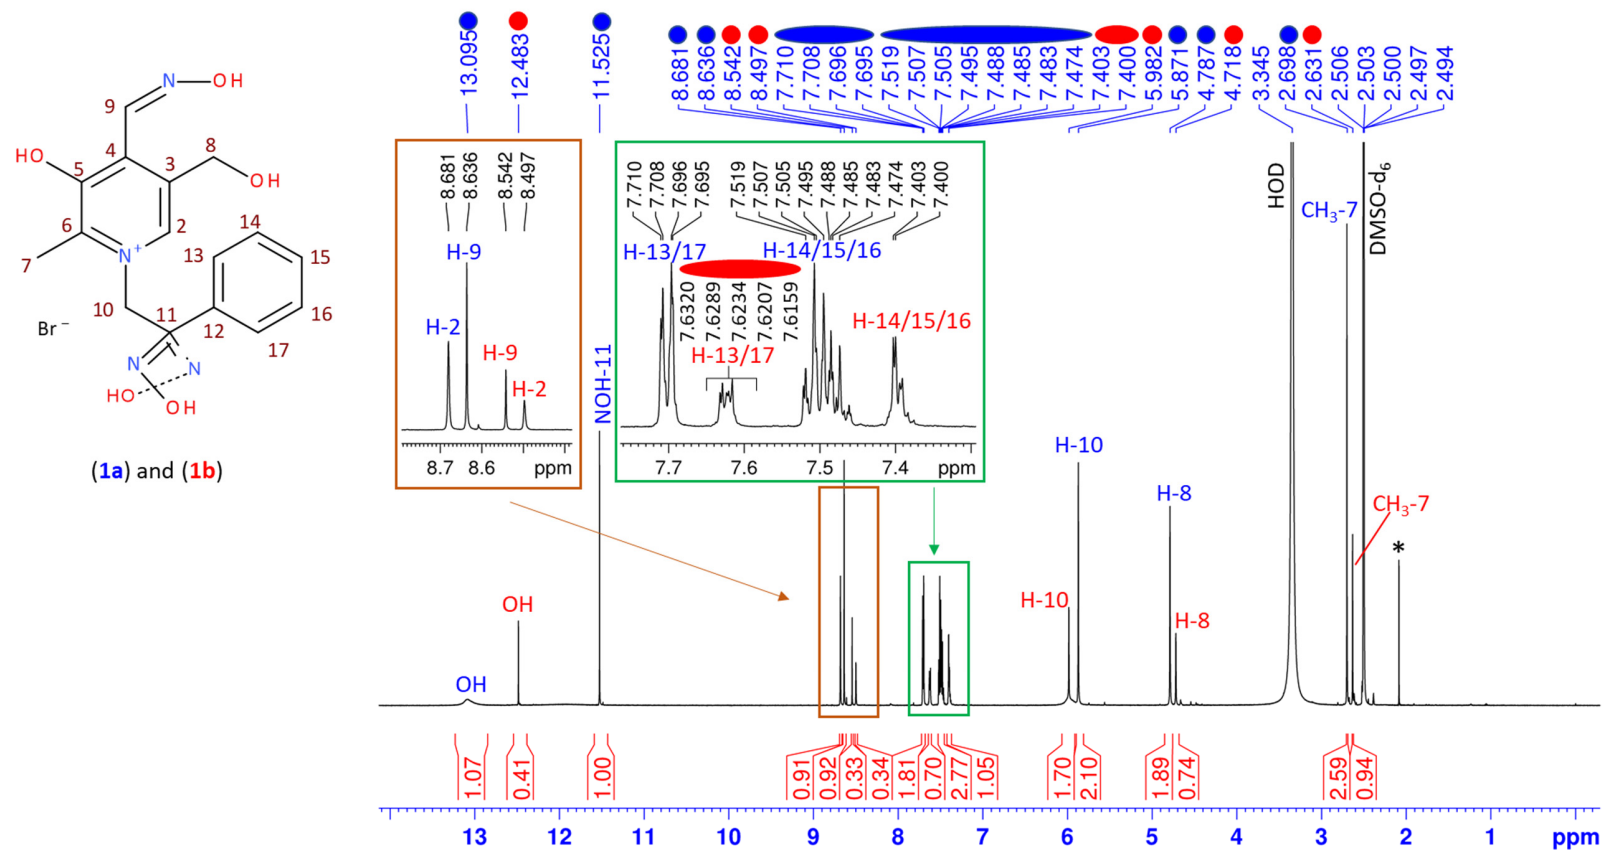 13.095
12.483
11.525
8.681
8.636
8.542
8.497
7.710
7.708
7.696
7.695
7.519
7.507
7.505
7.495
7.488
7.485
7.483
7.474
7.403
7.400
5.982
5.871
4.787
4.718
3.345
2.698
2.631
2.506
2.503
2.500
2.497
2.494
N
OH
9
HO
5
4
3
8
OH
6
2
7
N+
14
13
15
10
11
12
16
17
Br−
N
N
HO
OH
(1a) and (1b)
8.681
8.636
8.542
8.497
H-9
H-2
H-9
H-2
8.7 8.6 ppm
NOH-11
7.710
7.708
7.696
7.695
7.519
7.507
7.505
7.495
7.488
7.485
7.483
7.474
7.403
7.400
H-13/17
H-14/15/16
7.6320
7.6289
7.6234
7.6207
7.6159
H-13/17
H-14/15/16
7.7 7.6 7.5 7.4 ppm
HOD
CH3-7
DMSO-d6
H-10
H-8
CH3-7
*
OH
H-10
H-8
OH
1.07
0.41
1.00
0.91
0.92
0.33
0.34
1.81
0.70
2.77
1.05
1.70
2.10
1.89
0.74
2.59
0.94
13 12 11 10 9 8 7 6 5 4 3 2 1 ppm